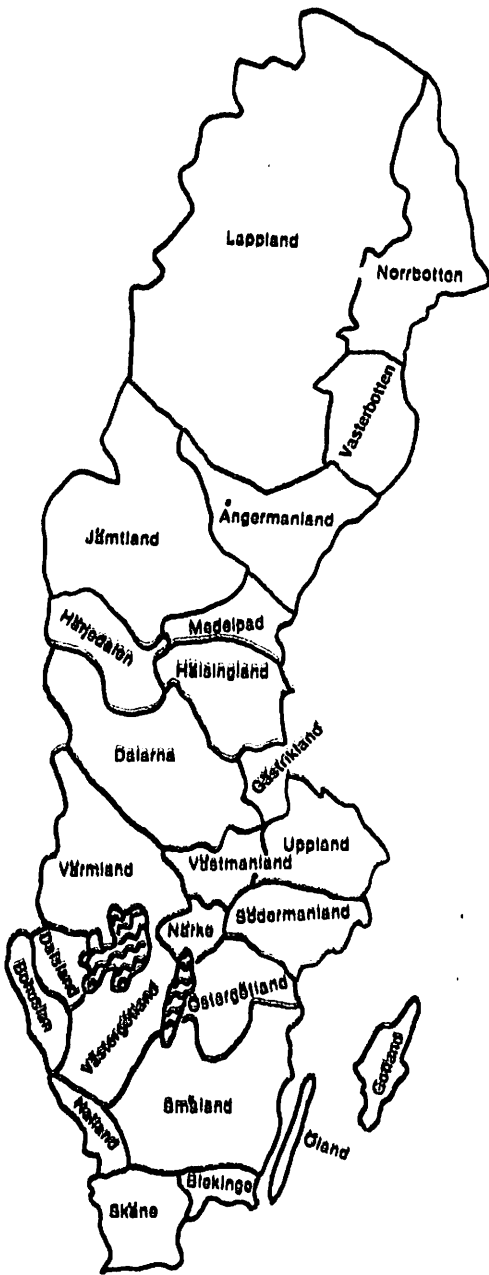 Lappland
Norrbotten
Vasterbotten
Ångermanland
Jämtland
Medelpad
Härjedalen
Hälsingland
Dalarna
Gästrikland
Uppland
Västmanland
Värmland
Södermanland
Närke
Dalsland
Bohuslän
Östergötland
Västergötland
Gotland
Småland
Halland
Öland
Blekinge
Skåne